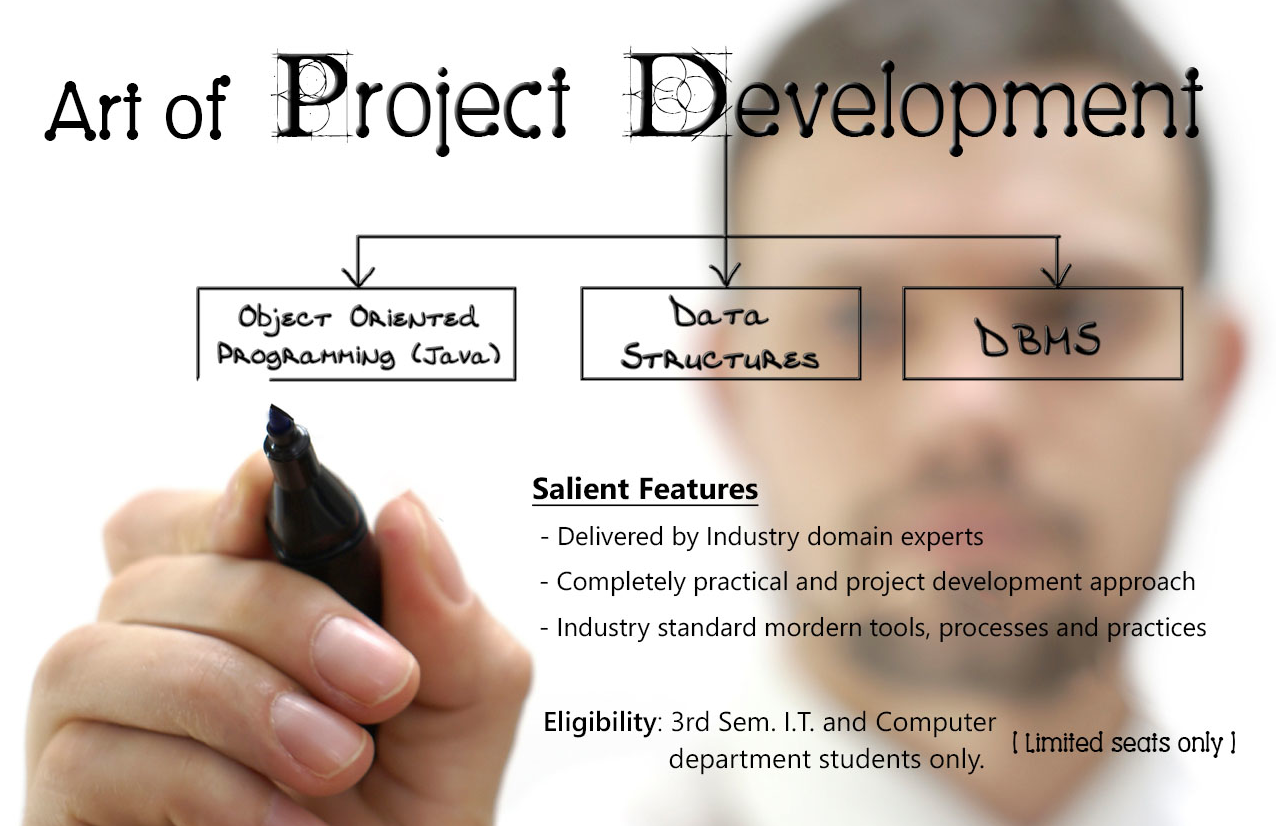 Art of Project Development
Object Oriented
Programming (Java)
Data
Structures
DBMS
Salient Features
- Delivered by Industry domain experts
- Completely practical and project development approach
- Industry standard mordern tools, processes and practices
Eligibility: 3rd Sem. I.T. and Computer
department students only.
[ Limited seats only ]